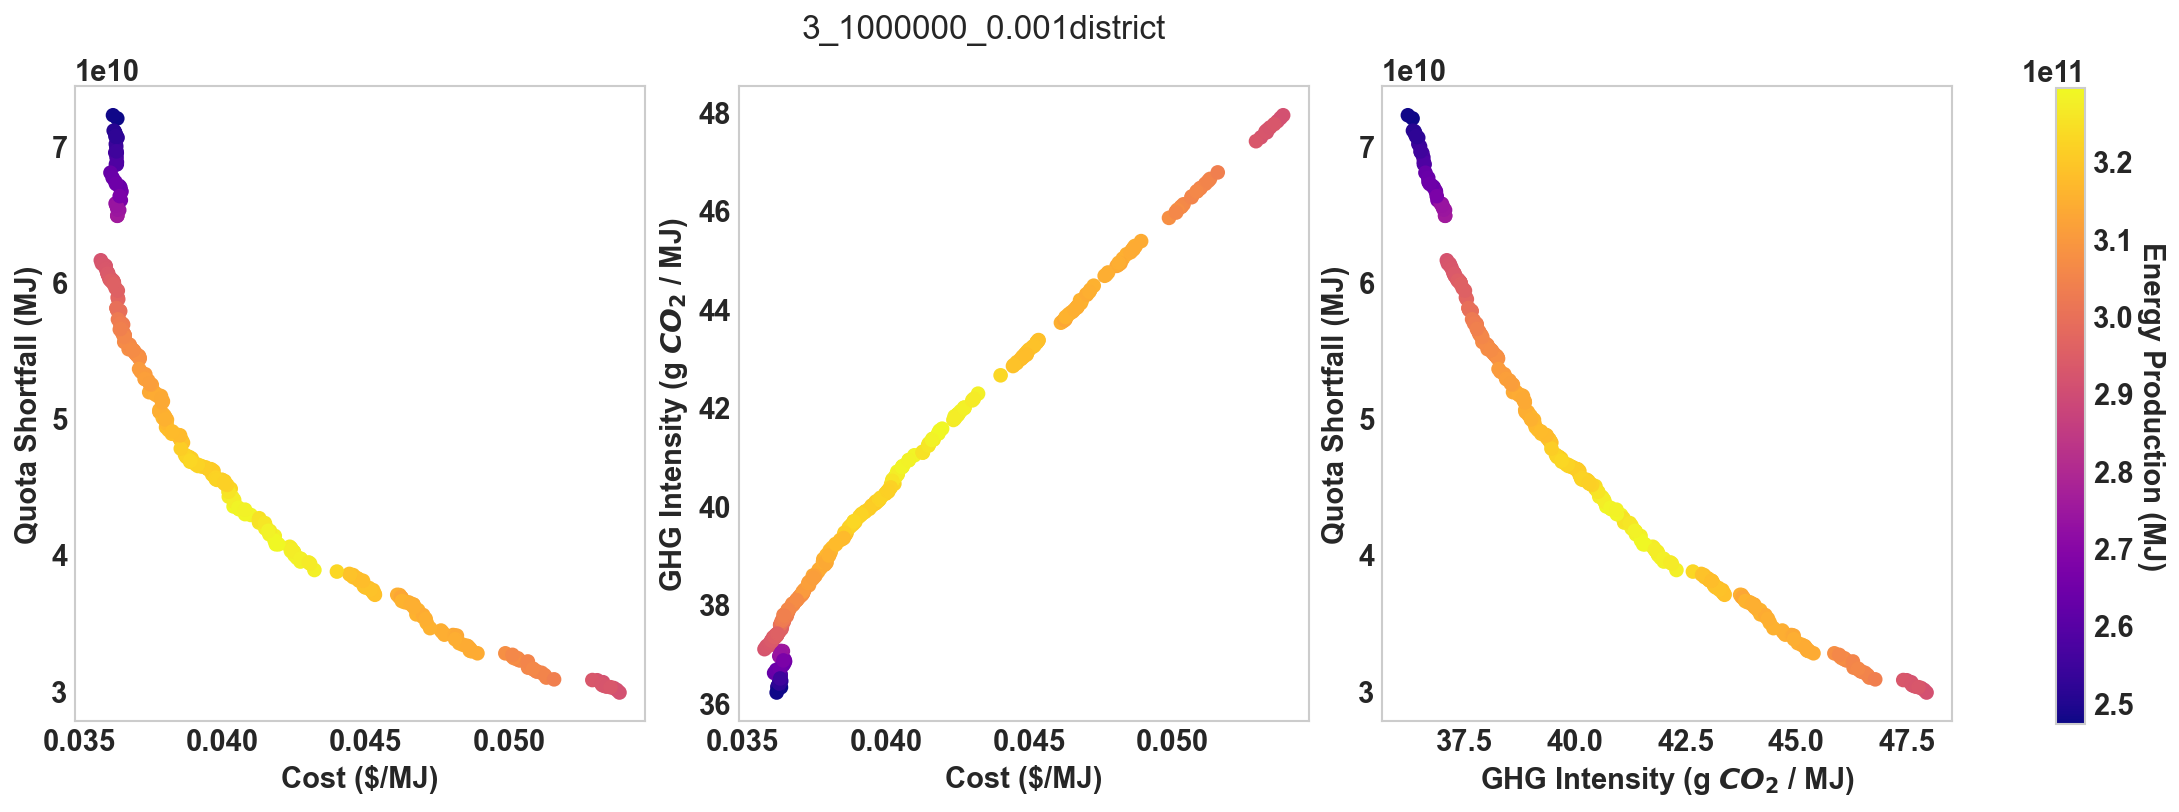 3_1000000_0.001district
1e10
7
6
5
4
3
Quota Shortfall (MJ)
0.035 0.040 0.045 0.050
Cost ($/MJ)
48
46
44
42
40
38
36
GHG Intensity (g CO₂ / MJ)
0.035 0.040 0.045 0.050
Cost ($/MJ)
1e10
7
6
5
4
3
Quota Shortfall (MJ)
37.5 40.0 42.5 45.0 47.5
GHG Intensity (g CO₂ / MJ)
1e11
3.2
3.1
3.0
2.9
2.8
2.7
2.6
2.5
Energy Production (MJ)